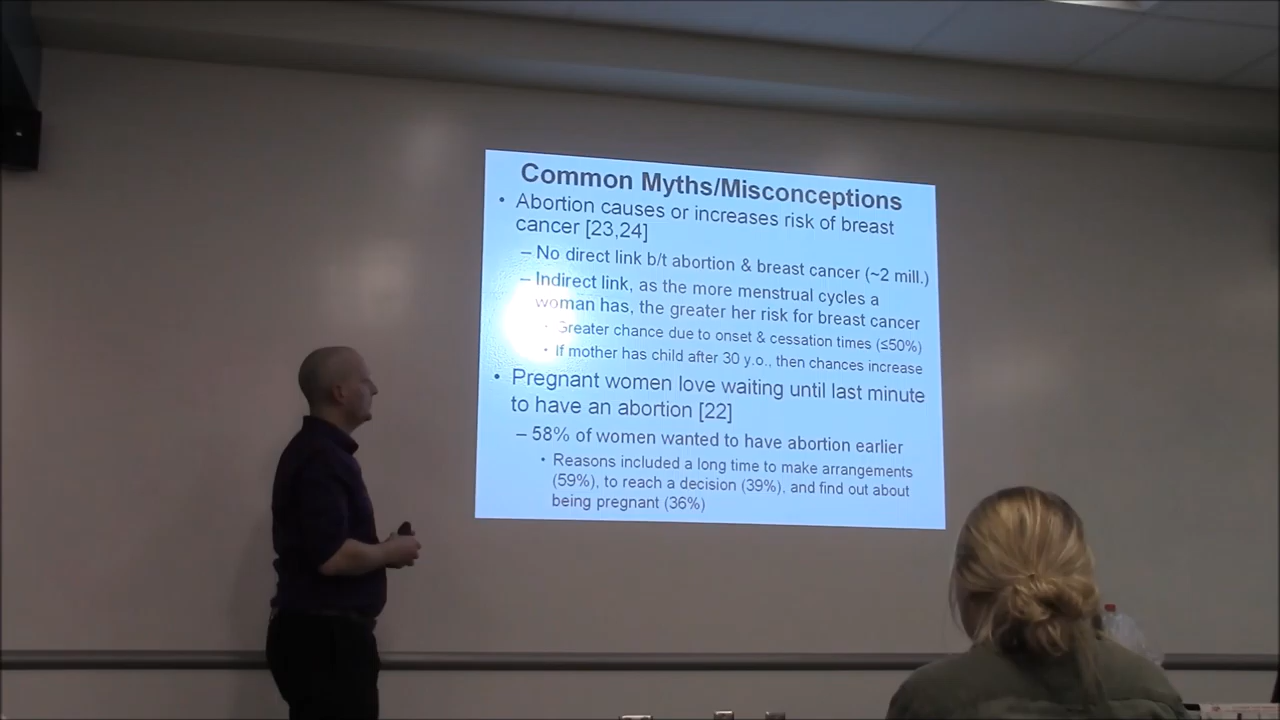 Common Myths/Misconceptions
• Abortion causes or increases risk of breast
cancer [23,24]
– No direct link b/t abortion & breast cancer (~2 mill.)
– Indirect link, as the more menstrual cycles a
woman has, the greater her risk for breast cancer
• Greater chance due to onset & cessation times (≤50%)
• If mother has child after 30 y.o., then chances increase
• Pregnant women love waiting until last minute
to have an abortion [22]
– 58% of women wanted to have abortion earlier
• Reasons included a long time to make arrangements
(59%), to reach a decision (39%), and find out about
being pregnant (36%)